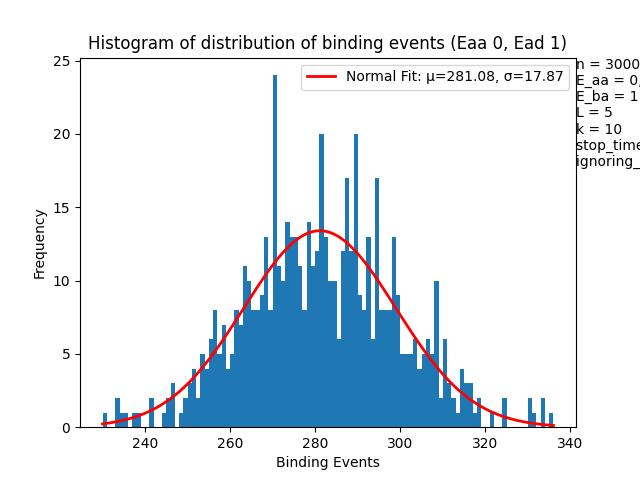 Histogram of distribution of binding events (Eaa 0, Ead 1)
Normal Fit: μ=281.08, σ=17.87
n = 3000
E_aa = 0,
E_ba = 1
L = 5
k = 10
stop_time
ignoring_
25
20
15
10
5
0
Frequency
240
260
280
300
320
340
Binding Events